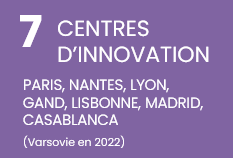 7 CENTRES
D'INNOVATION
PARIS, NANTES, LYON,
GAND, LISBONNE, MADRID,
CASABLANCA
(Varsovie en 2022)